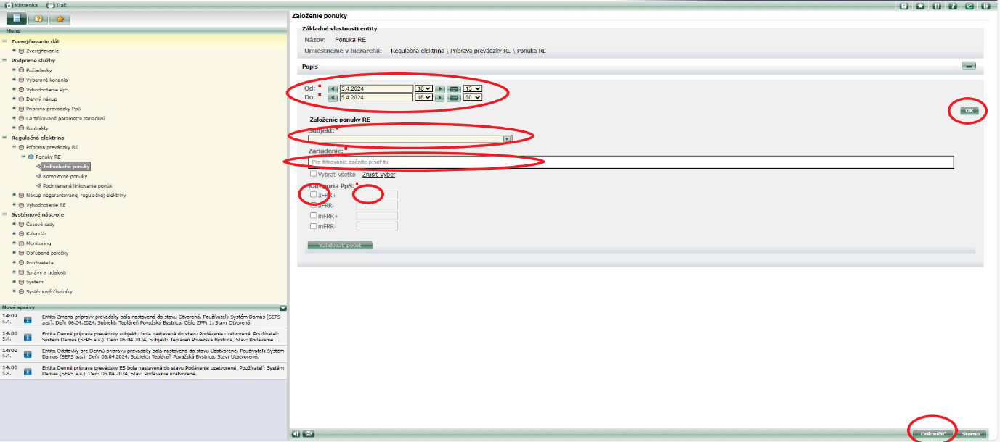 Nástenka Tlač
Menu
Zverejňovanie dát
Zverejňovanie
Podporné služby
Požiadavky
Výberové konania
Vyhodnotenie PpS
Denný nákup
Príprava prevádzky PpS
Certifikované parametre zariadení
Kontrakty
Regulačná elektrina
Príprava prevádzky RE
Ponuky RE
Jednoduché ponuky
Komplexné ponuky
Podmienené linkovanie ponúk
Nákup negarantovanej regulačnej elektriny
Vyhodnotenie RE
Systémové nástroje
Časové rady
Kalendár
Monitoring
Obľúbené položky
Používatelia
Správy a udalosti
Systém
Systémové číselníky
Nové správy
14:02 Entita Zmena prípravy prevádzky bola nastavená do stavu Otvorená. Používateľ: Systém Damas (SEPS
5.4. a.s.). Deň: 06.04.2024, Subjekt: Tepláreň Považská Bystrica, Číslo ZPP: 1, Stav: Otvorená.
14:00 Entita Denná príprava prevádzky subjektu bola nastavená do stavu Podávanie uzatvorené. Používateľ:
5.4. Systém Damas (SEPS a.s.). Deň: 06.04.2024, Subjekt: Tepláreň Považská Bystrica, Stav: Podávanie ...
14:00 Entita Odstávky pre Dennú prípravu prevádzky bola nastavená do stavu Uzatvorené. Používateľ: Systém
5.4. Damas (SEPS a.s.). Deň: 06.04.2024, Subjekt: Tepláreň Považská Bystrica, Stav: Uzatvorené.
14:00 Entita Denná príprava prevádzky ES bola nastavená do stavu Podávanie uzatvorené. Používateľ: Systém
5.4. Damas (SEPS a.s.). Deň: 06.04.2024, Stav: Podávanie uzatvorené.
Založenie ponuky
Základné vlastnosti entity
Názov: Ponuka RE
Umiestnenie v hierarchii: Regulačná elektrina \ Príprava prevádzky RE \ Ponuka RE
Popis
Od: * 5.4.2024 18 15
Do: * 5.4.2024 18 60
OK
Založenie ponuky RE
Subjekt: *
Zariadenie: *
Pre filtrovanie začnite písať tu
Vybrať všetko Zrušiť výber
Kategoria PpS: *
aFRR+
aFRR-
mFRR+
mFRR-
Validovať počet
Dokončiť Storno